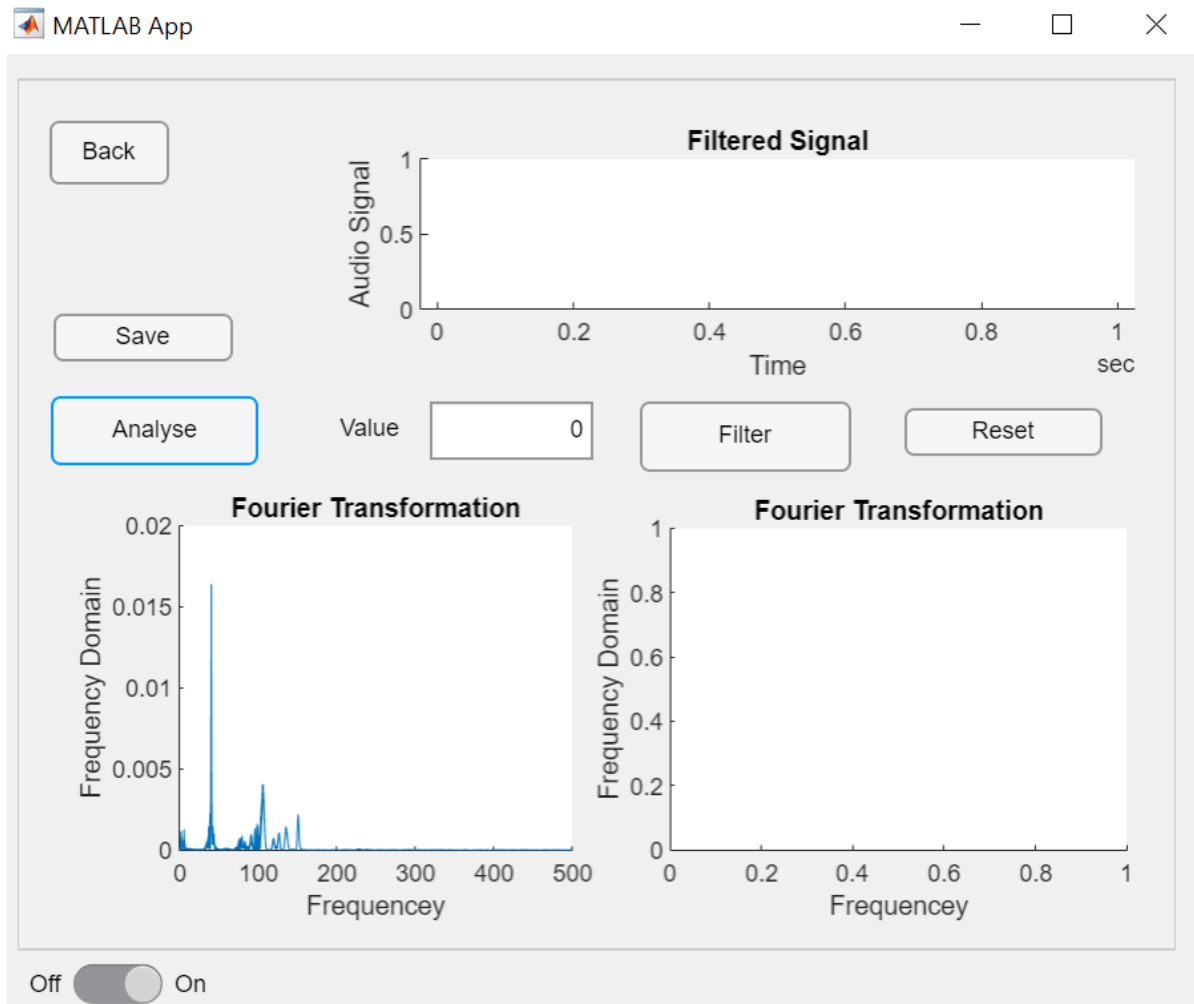 MATLAB App
Back
Filtered Signal
Audio Signal
1
0.5
0
0 0.2 0.4 0.6 0.8 1
Time
sec
Save
Analyse
Value
0
Filter
Reset
Fourier Transformation
Frequency Domain
0.02
0.015
0.01
0.005
0
0 100 200 300 400 500
Frequencey
Fourier Transformation
Frequency Domain
1
0.8
0.6
0.4
0.2
0
0 0.2 0.4 0.6 0.8 1
Frequencey
Off On